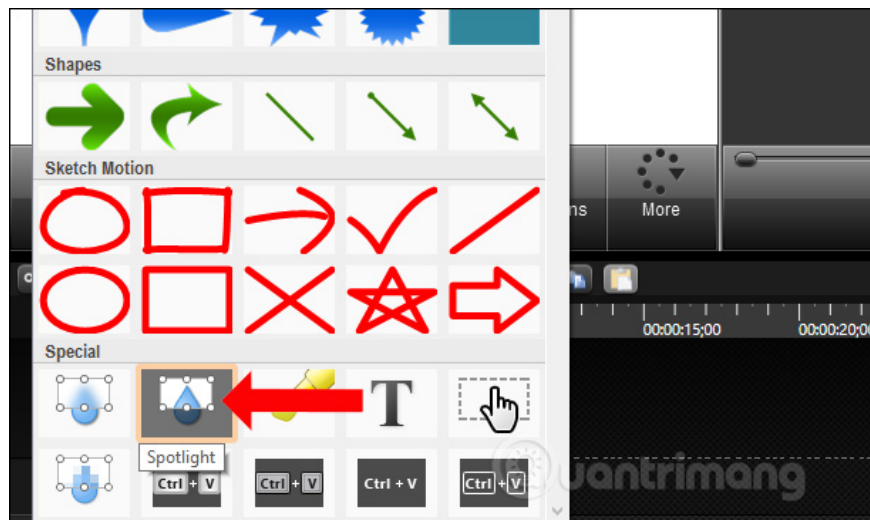 Shapes
Sketch Motion
ns
More
00:00:15;00
00:00:20;0
Special
T
Spotlight
Ctrl + V
Ctrl + V
Ctrl + V
Ctrl + V
uantrimang